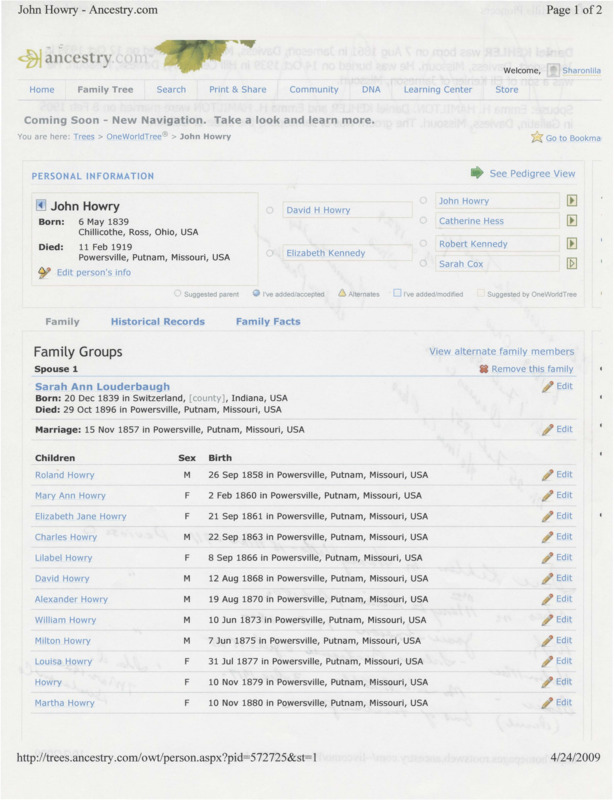 John Howry - Ancestry.com
Page 1 of 2
ancestry.com
Welcome, Sharonlila
Home Family Tree Search Print & Share Community DNA Learning Center Store
Coming Soon - New Navigation. Take a look and learn more.
You are here: Trees > OneWorldTree® > John Howry
Go to Bookma
PERSONAL INFORMATION
See Pedigree View
John Howry
Born: 6 May 1839
Chillicothe, Ross, Ohio, USA
Died: 11 Feb 1919
Powersville, Putnam, Missouri, USA
Edit person's info
David H Howry
Elizabeth Kennedy
John Howry
Catherine Hess
Robert Kennedy
Sarah Cox
Suggested parent I've added/accepted Alternates I've added/modified Suggested by OneWorldTree
Family Historical Records Family Facts
Family Groups
View alternate family members
Spouse 1
Remove this family
Sarah Ann Louderbaugh Edit
Born: 20 Dec 1839 in Switzerland, [county], Indiana, USA
Died: 29 Oct 1896 in Powersville, Putnam, Missouri, USA
Marriage: 15 Nov 1857 in Powersville, Putnam, Missouri, USA Edit
Children Sex Birth
Roland Howry M 26 Sep 1858 in Powersville, Putnam, Missouri, USA Edit
Mary Ann Howry F 2 Feb 1860 in Powersville, Putnam, Missouri, USA Edit
Elizabeth Jane Howry F 21 Sep 1861 in Powersville, Putnam, Missouri, USA Edit
Charles Howry M 22 Sep 1863 in Powersville, Putnam, Missouri, USA Edit
Lilabel Howry F 8 Sep 1866 in Powersville, Putnam, Missouri, USA Edit
David Howry M 12 Aug 1868 in Powersville, Putnam, Missouri, USA Edit
Alexander Howry M 19 Aug 1870 in Powersville, Putnam, Missouri, USA Edit
William Howry M 10 Jun 1873 in Powersville, Putnam, Missouri, USA Edit
Milton Howry M 7 Jun 1875 in Powersville, Putnam, Missouri, USA Edit
Louisa Howry F 31 Jul 1877 in Powersville, Putnam, Missouri, USA Edit
Howry F 10 Nov 1879 in Powersville, Putnam, Missouri, USA Edit
Martha Howry F 10 Nov 1880 in Powersville, Putnam, Missouri, USA Edit
http://trees.ancestry.com/owt/person.aspx?pid=572725&st=1
4/24/2009